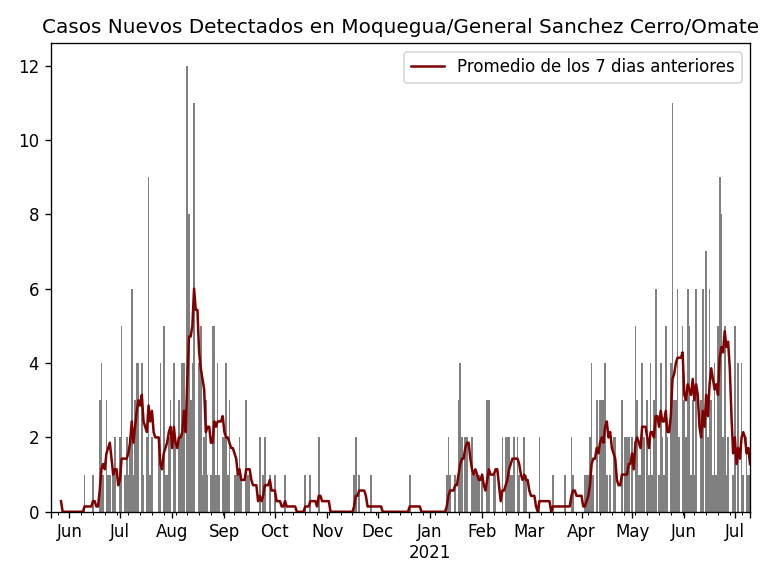 Casos Nuevos Detectados en Moquegua/General Sanchez Cerro/Omate
Promedio de los 7 dias anteriores
12
10
8
6
4
2
0
Jun Jul Aug Sep Oct Nov Dec Jan Feb Mar Apr May Jun Jul
2021